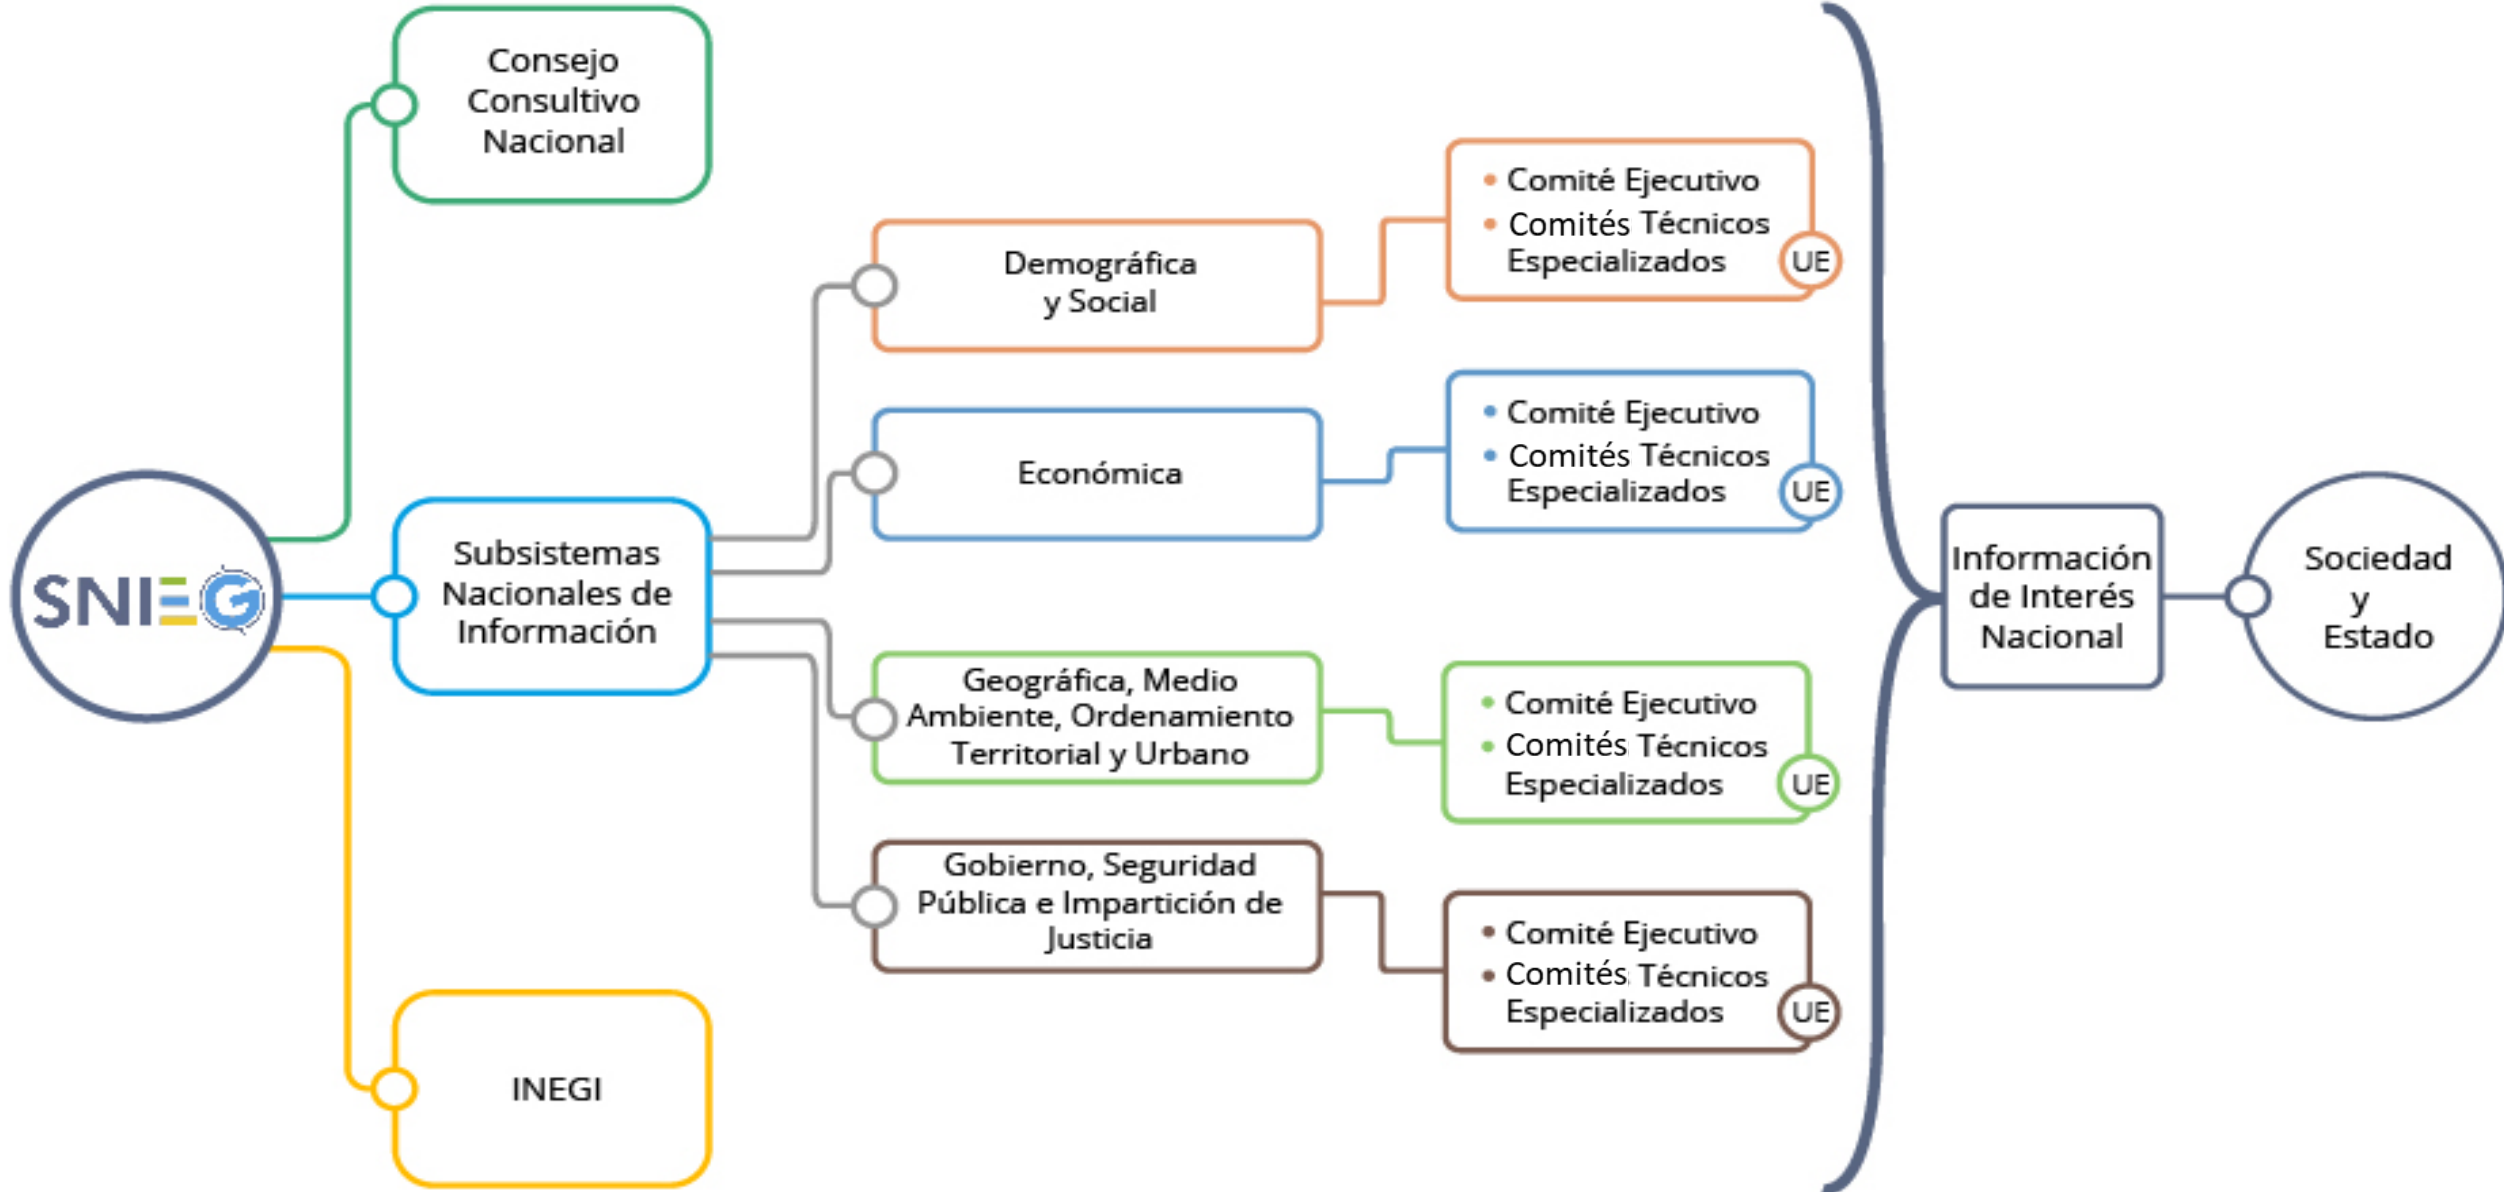 Consejo
Consultivo
Nacional
SNIEG
Subsistemas
Nacionales de
Información
INEGI
Demográfica
y Social
• Comité Ejecutivo
• Comités Técnicos
Especializados
UE
Económica
• Comité Ejecutivo
• Comités Técnicos
Especializados
UE
Geográfica, Medio
Ambiente, Ordenamiento
Territorial y Urbano
• Comité Ejecutivo
• Comités Técnicos
Especializados
UE
Gobierno, Seguridad
Pública e Impartición de
Justicia
• Comité Ejecutivo
• Comités Técnicos
Especializados
UE
Información
de Interés
Nacional
Sociedad
y
Estado